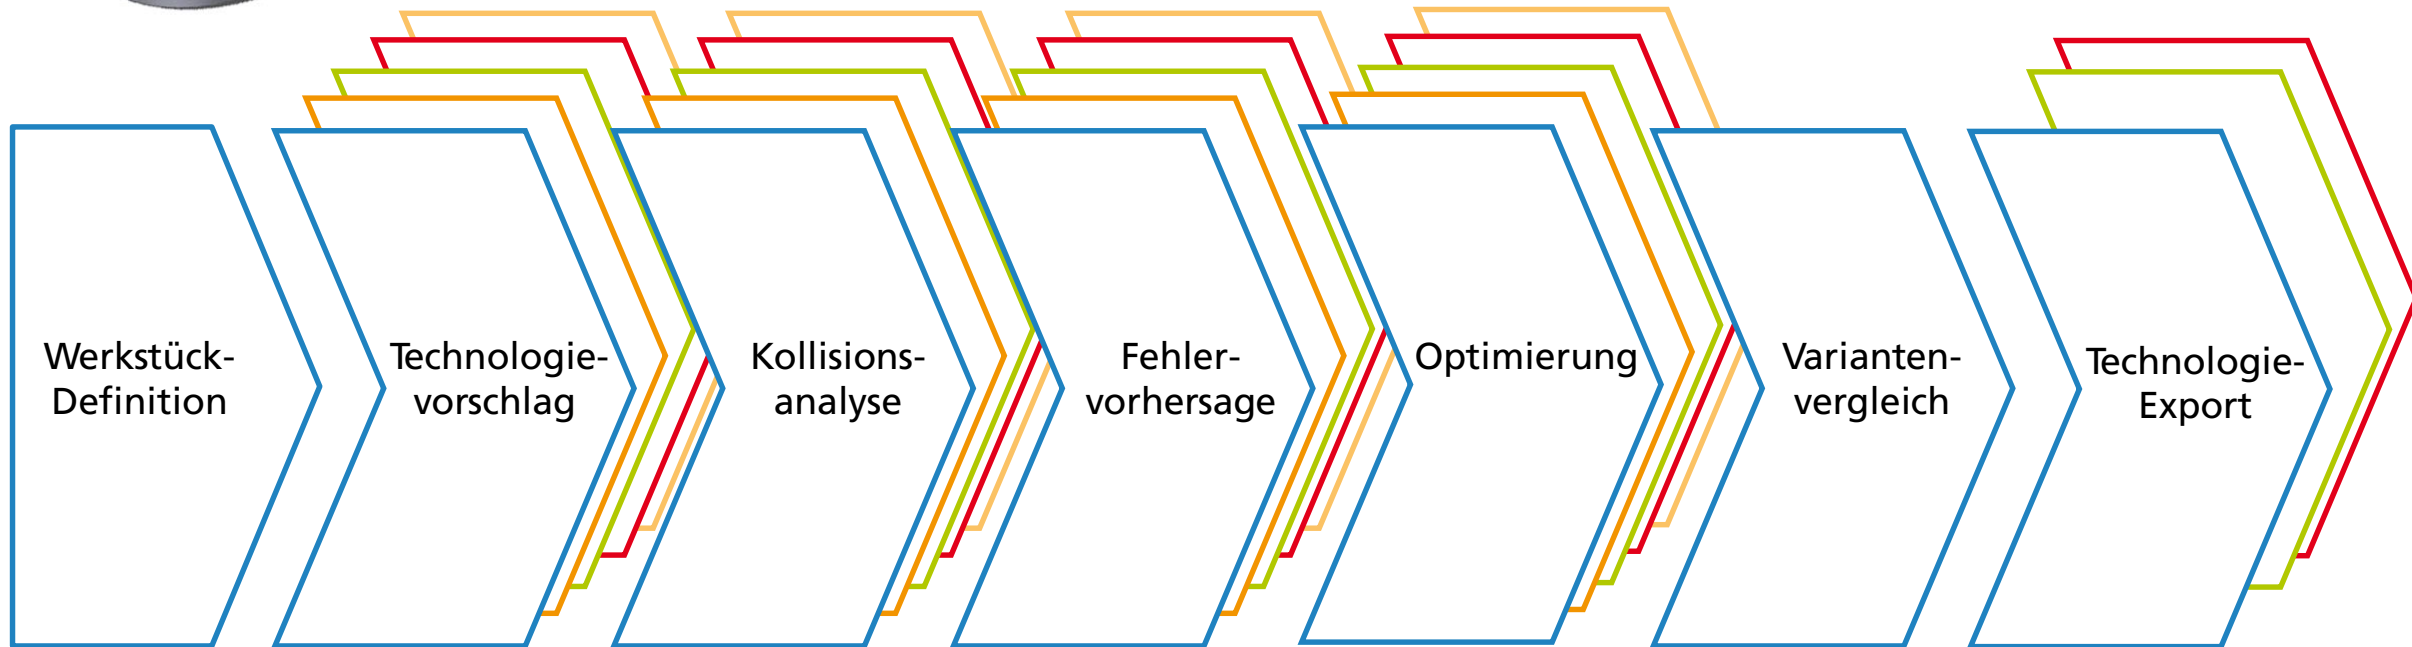 Werkstück-
Definition
Technologie-
vorschlag
Kollisions-
analyse
Fehler-
vorhersage
Optimierung
Varianten-
vergleich
Technologie-
Export